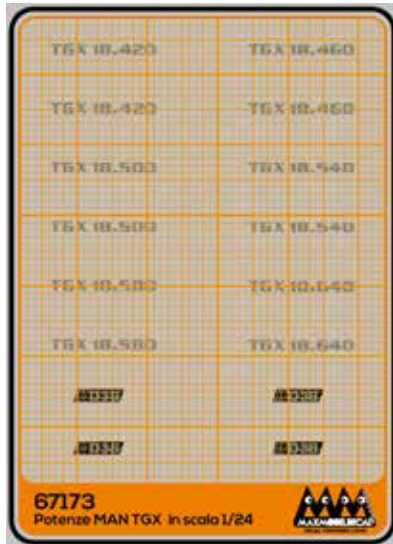 TGX 18.420 TGX 18.460
TGX 18.420 TGX 18.460
TGX 18.500 TGX 18.540
TGX 18.500 TGX 18.540
TGX 18.580 TGX 18.640
TGX 18.580 TGX 18.640
67173
Potenze MAN TGX in scala 1/24
MAXMODELDECALS